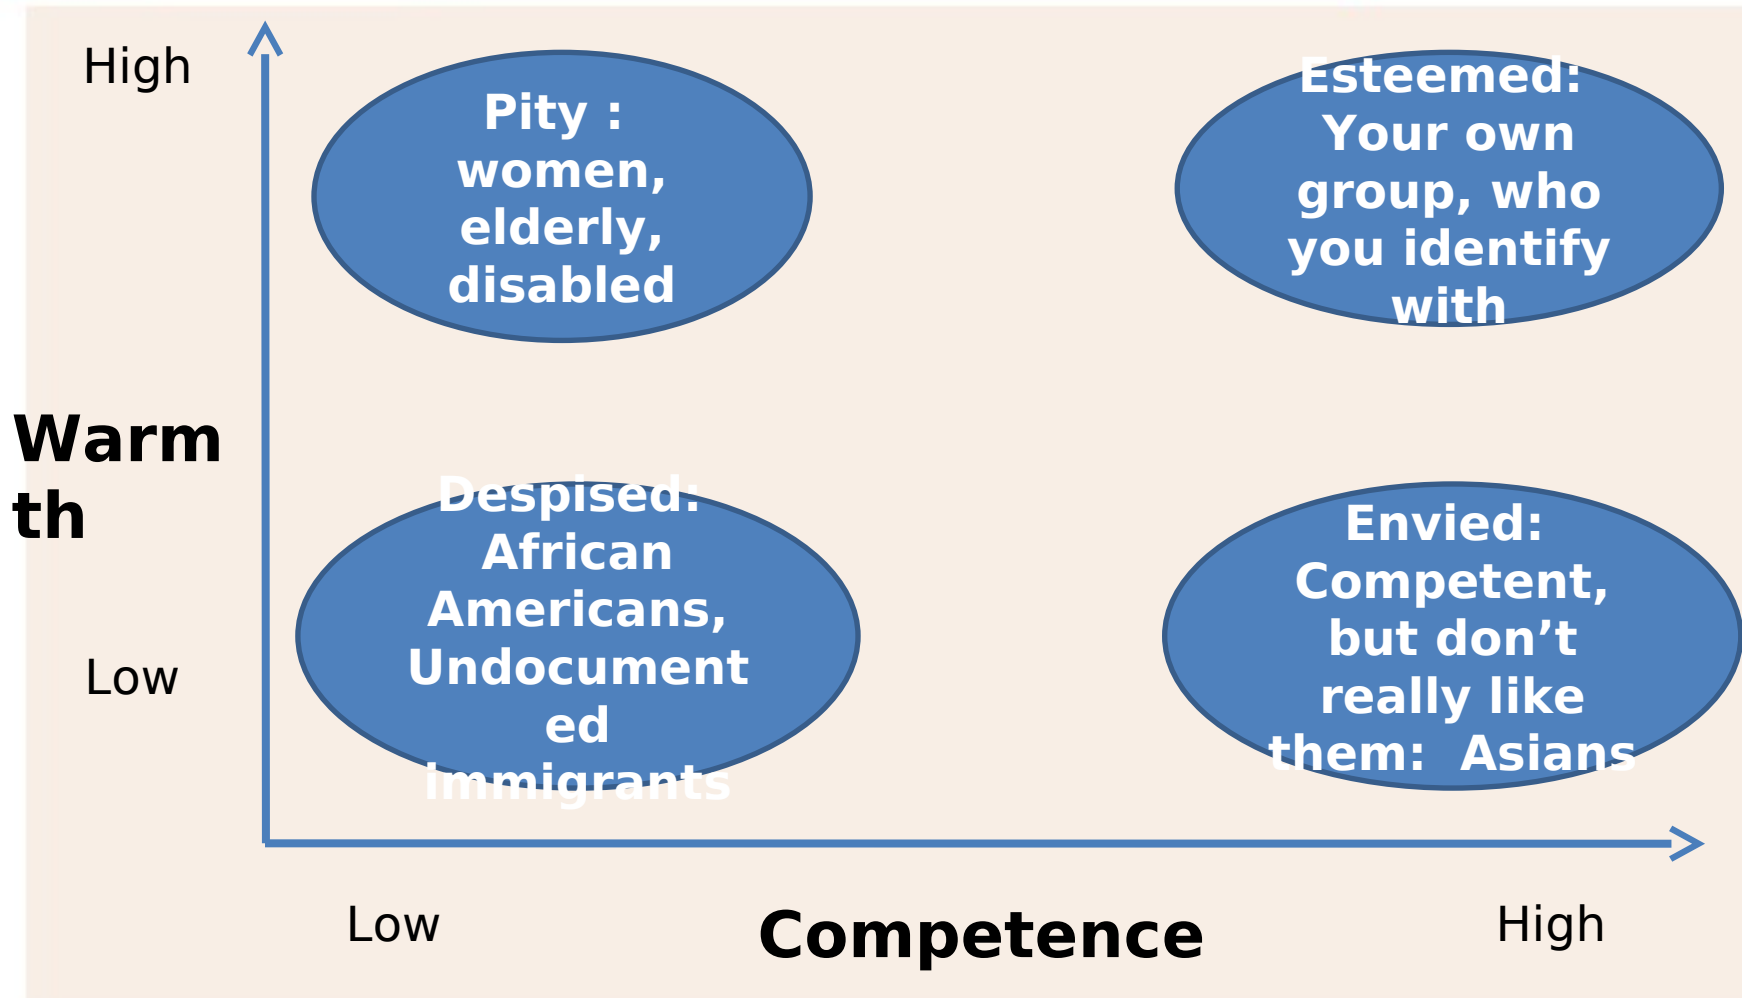 High
Pity :
women,
elderly,
disabled
Esteemed:
Your own
group, who
you identify
with
Warm
th
Despised:
African
Americans,
Undocument
ed
immigrants
Envied:
Competent,
but don’t
really like
them:  Asians
Low
Low
Competence
High